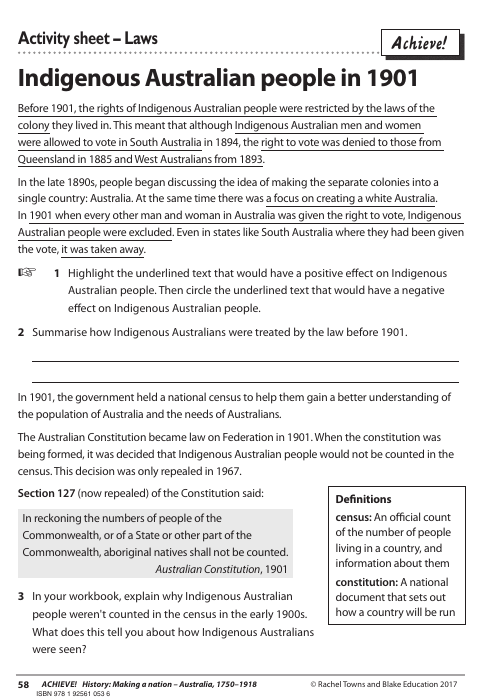 Activity sheet – Laws
Achieve!
Indigenous Australian people in 1901
Before 1901, the rights of Indigenous Australian people were restricted by the laws of the
colony they lived in. This meant that although Indigenous Australian men and women
were allowed to vote in South Australia in 1894, the right to vote was denied to those from
Queensland in 1885 and West Australians from 1893.
In the late 1890s, people began discussing the idea of making the separate colonies into a
single country: Australia. At the same time there was a focus on creating a white Australia.
In 1901 when every other man and woman in Australia was given the right to vote, Indigenous
Australian people were excluded. Even in states like South Australia where they had been given
the vote, it was taken away.
1 Highlight the underlined text that would have a positive effect on Indigenous
Australian people. Then circle the underlined text that would have a negative
effect on Indigenous Australian people.
2 Summarise how Indigenous Australians were treated by the law before 1901.
In 1901, the government held a national census to help them gain a better understanding of
the population of Australia and the needs of Australians.
The Australian Constitution became law on Federation in 1901. When the constitution was
being formed, it was decided that Indigenous Australian people would not be counted in the
census. This decision was only repealed in 1967.
Section 127 (now repealed) of the Constitution said:
In reckoning the numbers of people of the
Commonwealth, or of a State or other part of the
Commonwealth, aboriginal natives shall not be counted.
Australian Constitution, 1901
Definitions
census: An official count
of the number of people
living in a country, and
information about them
constitution: A national
document that sets out
how a country will be run
3 In your workbook, explain why Indigenous Australian
people weren't counted in the census in the early 1900s.
What does this tell you about how Indigenous Australians
were seen?
58 ACHIEVE! History: Making a nation – Australia, 1750–1918
© Rachel Towns and Blake Education 2017
ISBN 978 1 92561 053 6